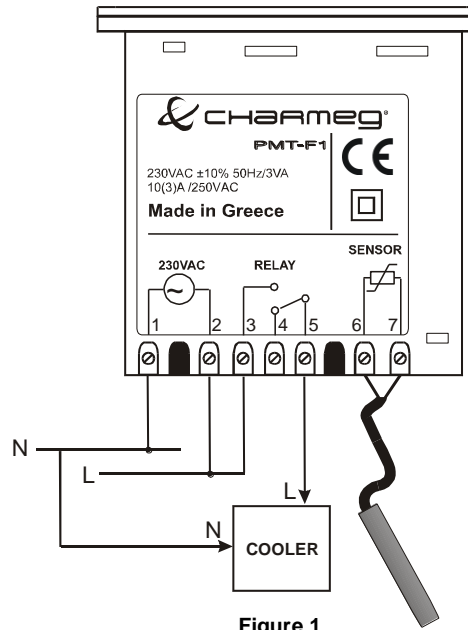 CHARMEG®
PMT-F1
CE
230VAC ±10% 50Hz/3VA
10(3)A /250VAC
Made in Greece
SENSOR
230VAC RELAY
~
1 2 3 4 5 6 7
N
L
L
N
COOLER
Figure 1